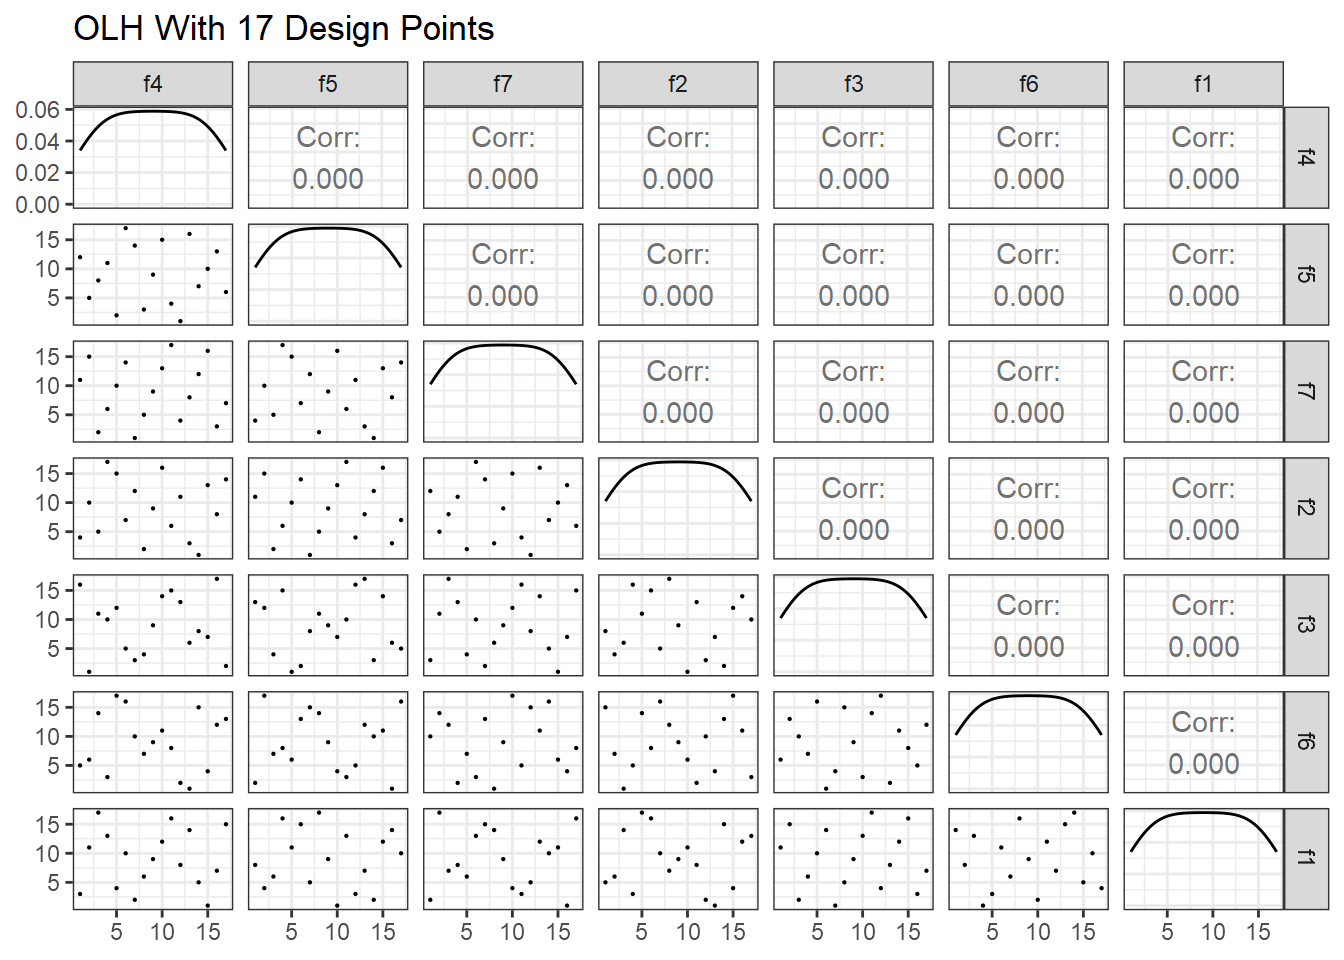 OLH With 17 Design Points
f4 f5 f7 f2 f3 f6 f1
0.06
0.04
0.02
0.00
Corr: Corr: Corr: Corr: Corr: Corr:
0.000 0.000 0.000 0.000 0.000 0.000
f4
15
10
5
Corr: Corr: Corr: Corr: Corr:
0.000 0.000 0.000 0.000 0.000
f5
15
10
5
Corr: Corr: Corr: Corr:
0.000 0.000 0.000 0.000
f7
15
10
5
Corr: Corr: Corr:
0.000 0.000 0.000
f2
15
10
5
Corr: Corr:
0.000 0.000
f3
15
10
5
Corr:
0.000
f6
15
10
5
f1
5 10 15 5 10 15 5 10 15 5 10 15 5 10 15 5 10 15 5 10 15